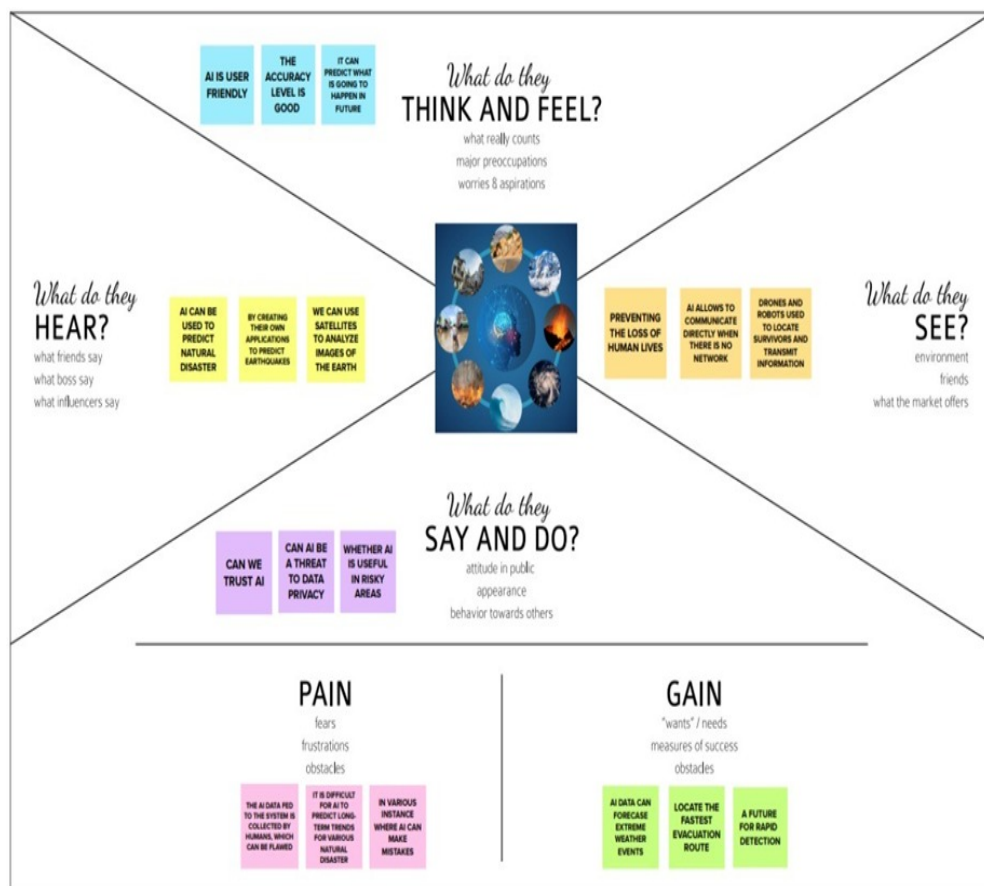 AI IS USER
FRIENDLY
THE
ACCURACY
LEVEL IS
GOOD
IT CAN
PREDICT WHAT
IS GOING TO
HAPPEN IN
FUTURE
What do they
THINK AND FEEL?
what really counts
major preoccupations
worries & aspirations
What do they
HEAR?
what friends say
what boss say
what influencers say
AI CAN BE
USED TO
PREDICT
NATURAL
DISASTER
BY CREATING
THEIR OWN
APPLICATIONS
TO PREDICT
EARTHQUAKES
WE CAN USE
SATELLITES
TO ANALYZE
IMAGES OF
THE EARTH
PREVENTING
THE LOSS OF
HUMAN LIVES
AI ALLOWS TO
COMMUNICATE
DIRECTLY WHEN
THERE IS NO
NETWORK
DRONES AND
ROBOTS USED
TO LOCATE
SURVIVORS AND
TRANSMIT
INFORMATION
What do they
SEE?
environment
friends
what the market offers
What do they
SAY AND DO?
attitude in public
appearance
behavior towards others
CAN WE
TRUST AI
CAN AI BE
A THREAT
TO DATA
PRIVACY
WHETHER AI
IS USEFUL
IN RISKY
AREAS
PAIN
fears
frustrations
obstacles
THE AI DATA FED
TO THE SYSTEM IS
COLLECTED BY
HUMANS, WHICH
CAN BE FLAWED
IT IS DIFFICULT
FOR AI TO
PREDICT LONG-
TERM TRENDS
FOR VARIOUS
NATURAL
DISASTER
IN VARIOUS
INSTANCE
WHERE AI CAN
MAKE
MISTAKES
GAIN
"wants" / needs
measures of success
obstacles
AI DATA CAN
FORECASE
EXTREME
WEATHER
EVENTS
LOCATE THE
FASTEST
EVACUATION
ROUTE
A FUTURE
FOR RAPID
DETECTION